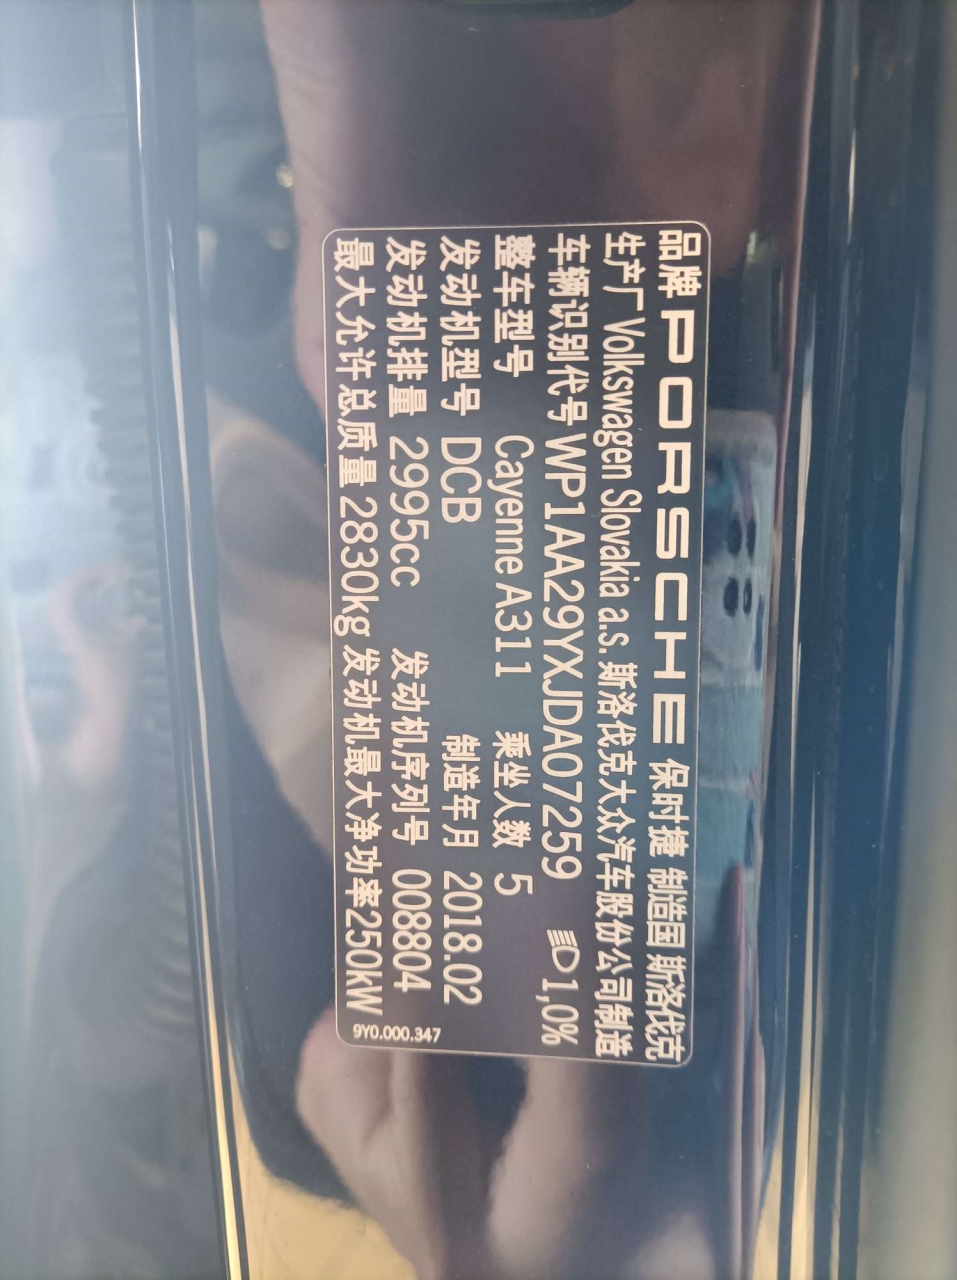 品牌 PORSCHE 保时捷 制造国 斯洛伐克
生产厂 Volkswagen Slovakia a.s. 斯洛伐克大众汽车股份公司制造
车辆识别代号 WP1AA29YXJDA07259 1,0%
整车型号 Cayenne A311 乘坐人数 5
发动机型号 DCB 制造年月 2018.02
发动机排量 2995cc 发动机序列号 008804
最大允许总质量 2830kg 发动机最大净功率250kW
9Y0.000.347